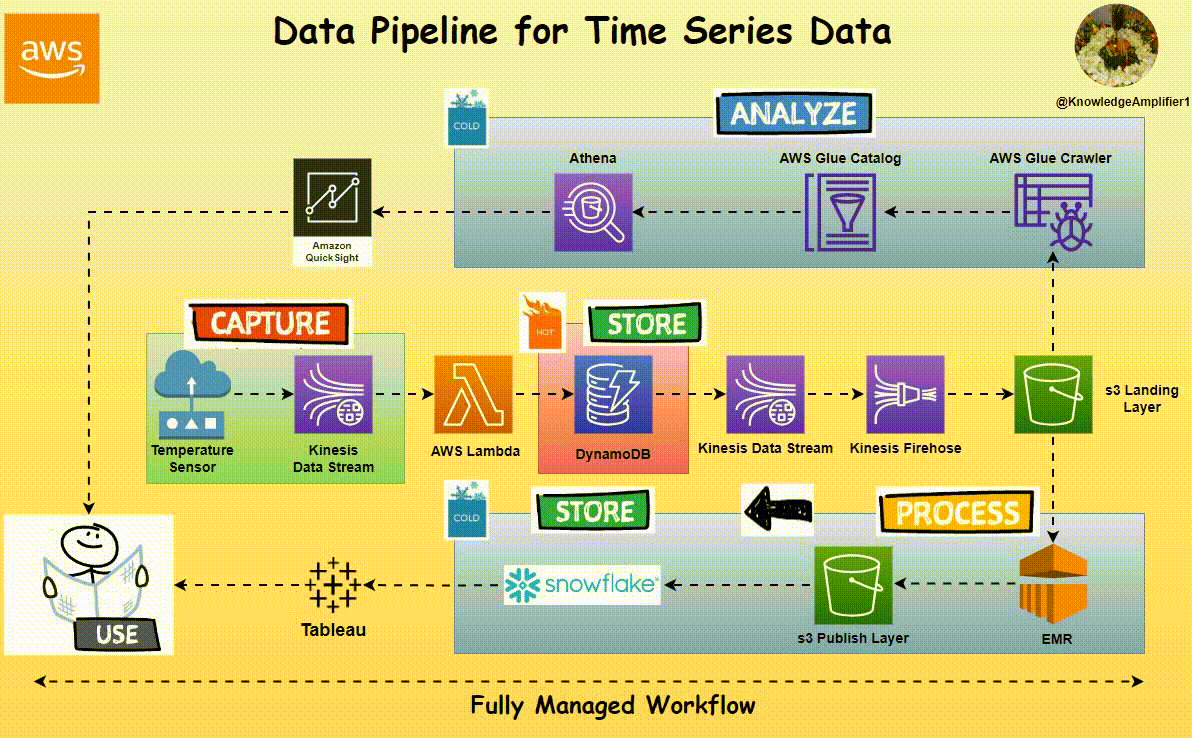 Data Pipeline for Time Series Data
aws
@KnowledgeAmplifier1
COLD
ANALYZE
Athena
AWS Glue Catalog
AWS Glue Crawler
Amazon
QuickSight
CAPTURE
HOT
STORE
Temperature
Sensor
Kinesis
Data Stream
AWS Lambda
DynamoDB
Kinesis Data Stream
Kinesis Firehose
s3 Landing
Layer
COLD
STORE
PROCESS
USE
Tableau
snowflake
s3 Publish Layer
EMR
Fully Managed Workflow